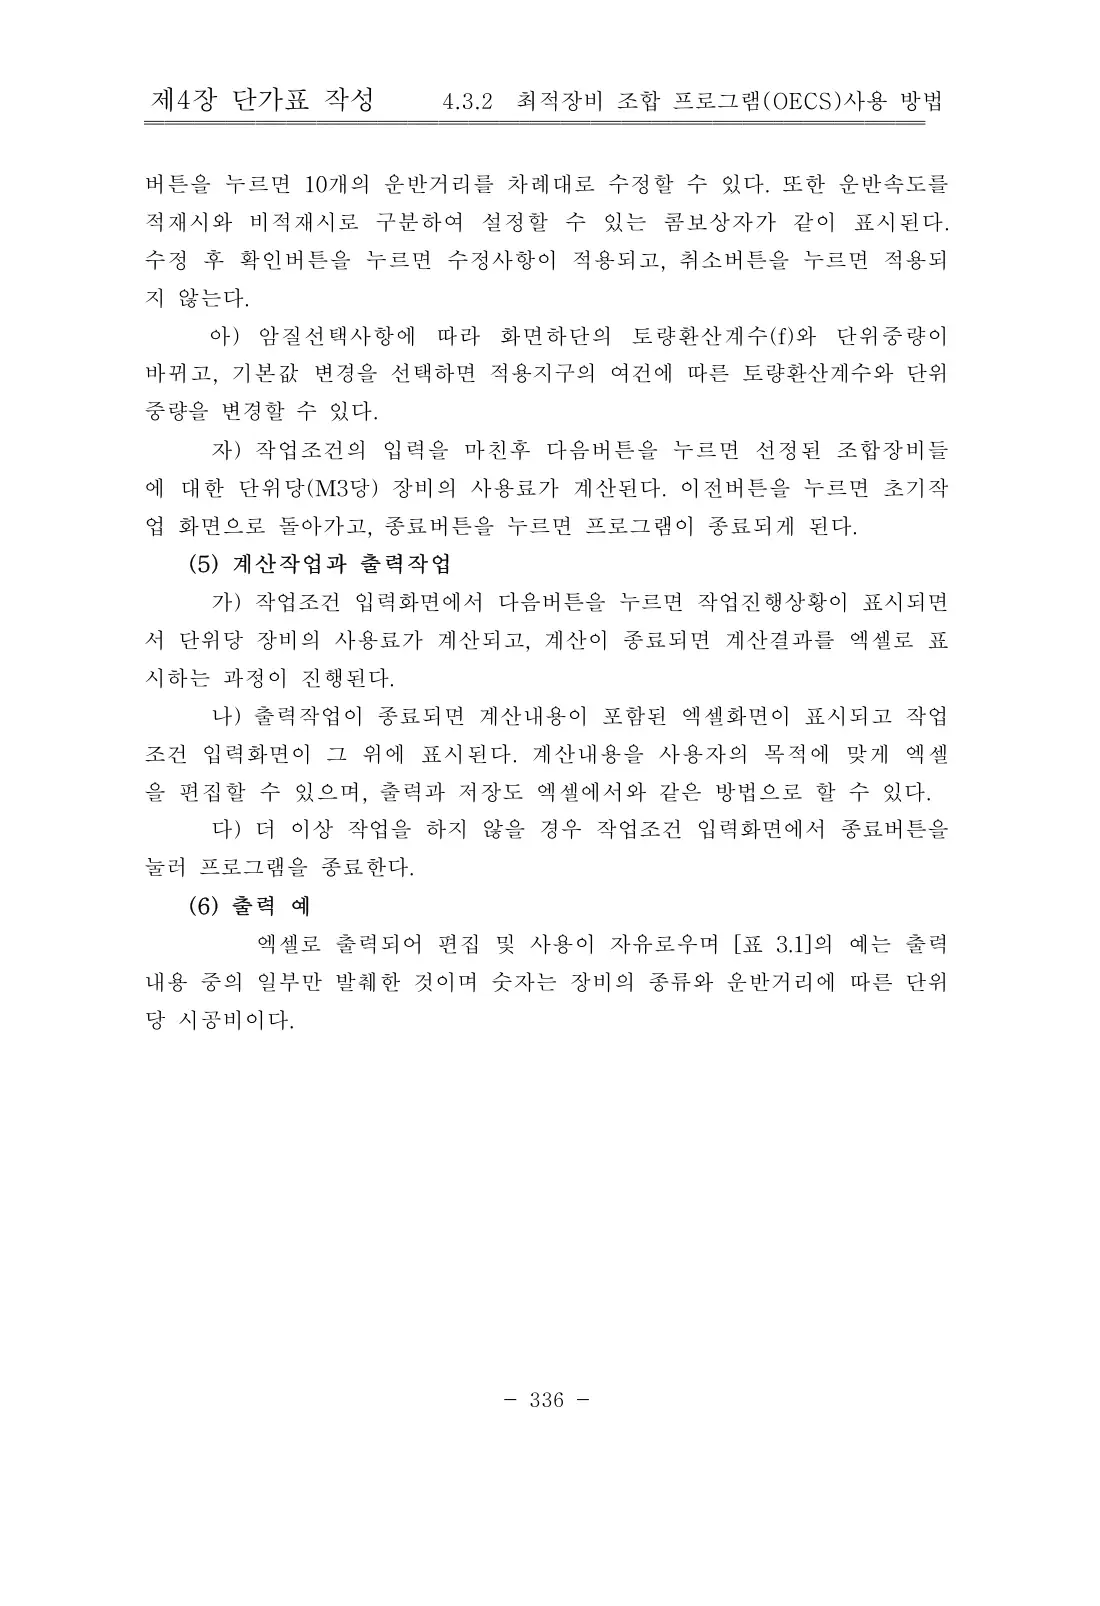 제4장 단가표 작성 4.3.2 최적장비 조합 프로그램(OECS)사용 방법
버튼을 누르면 10개의 운반거리를 차례대로 수정할 수 있다. 또한 운반속도를
적재시와 비적재시로 구분하여 설정할 수 있는 콤보상자가 같이 표시된다.
수정 후 확인버튼을 누르면 수정사항이 적용되고, 취소버튼을 누르면 적용되
지 않는다.
아) 암질선택사항에 따라 화면하단의 토량환산계수(f)와 단위중량이
바뀌고, 기본값 변경을 선택하면 적용지구의 여건에 따른 토량환산계수와 단위
중량을 변경할 수 있다.
자) 작업조건의 입력을 마친후 다음버튼을 누르면 선정된 조합장비들
에 대한 단위당(M3당) 장비의 사용료가 계산된다. 이전버튼을 누르면 초기작
업 화면으로 돌아가고, 종료버튼을 누르면 프로그램이 종료되게 된다.
(5) 계산작업과 출력작업
가) 작업조건 입력화면에서 다음버튼을 누르면 작업진행상황이 표시되면
서 단위당 장비의 사용료가 계산되고, 계산이 종료되면 계산결과를 엑셀로 표
시하는 과정이 진행된다.
나) 출력작업이 종료되면 계산내용이 포함된 엑셀화면이 표시되고 작업
조건 입력화면이 그 위에 표시된다. 계산내용을 사용자의 목적에 맞게 엑셀
을 편집할 수 있으며, 출력과 저장도 엑셀에서와 같은 방법으로 할 수 있다.
다) 더 이상 작업을 하지 않을 경우 작업조건 입력화면에서 종료버튼을
눌러 프로그램을 종료한다.
(6) 출력 예
엑셀로 출력되어 편집 및 사용이 자유로우며 [표 3.1]의 예는 출력
내용 중의 일부만 발췌한 것이며 숫자는 장비의 종류와 운반거리에 따른 단위
당 시공비이다.
- 336 -